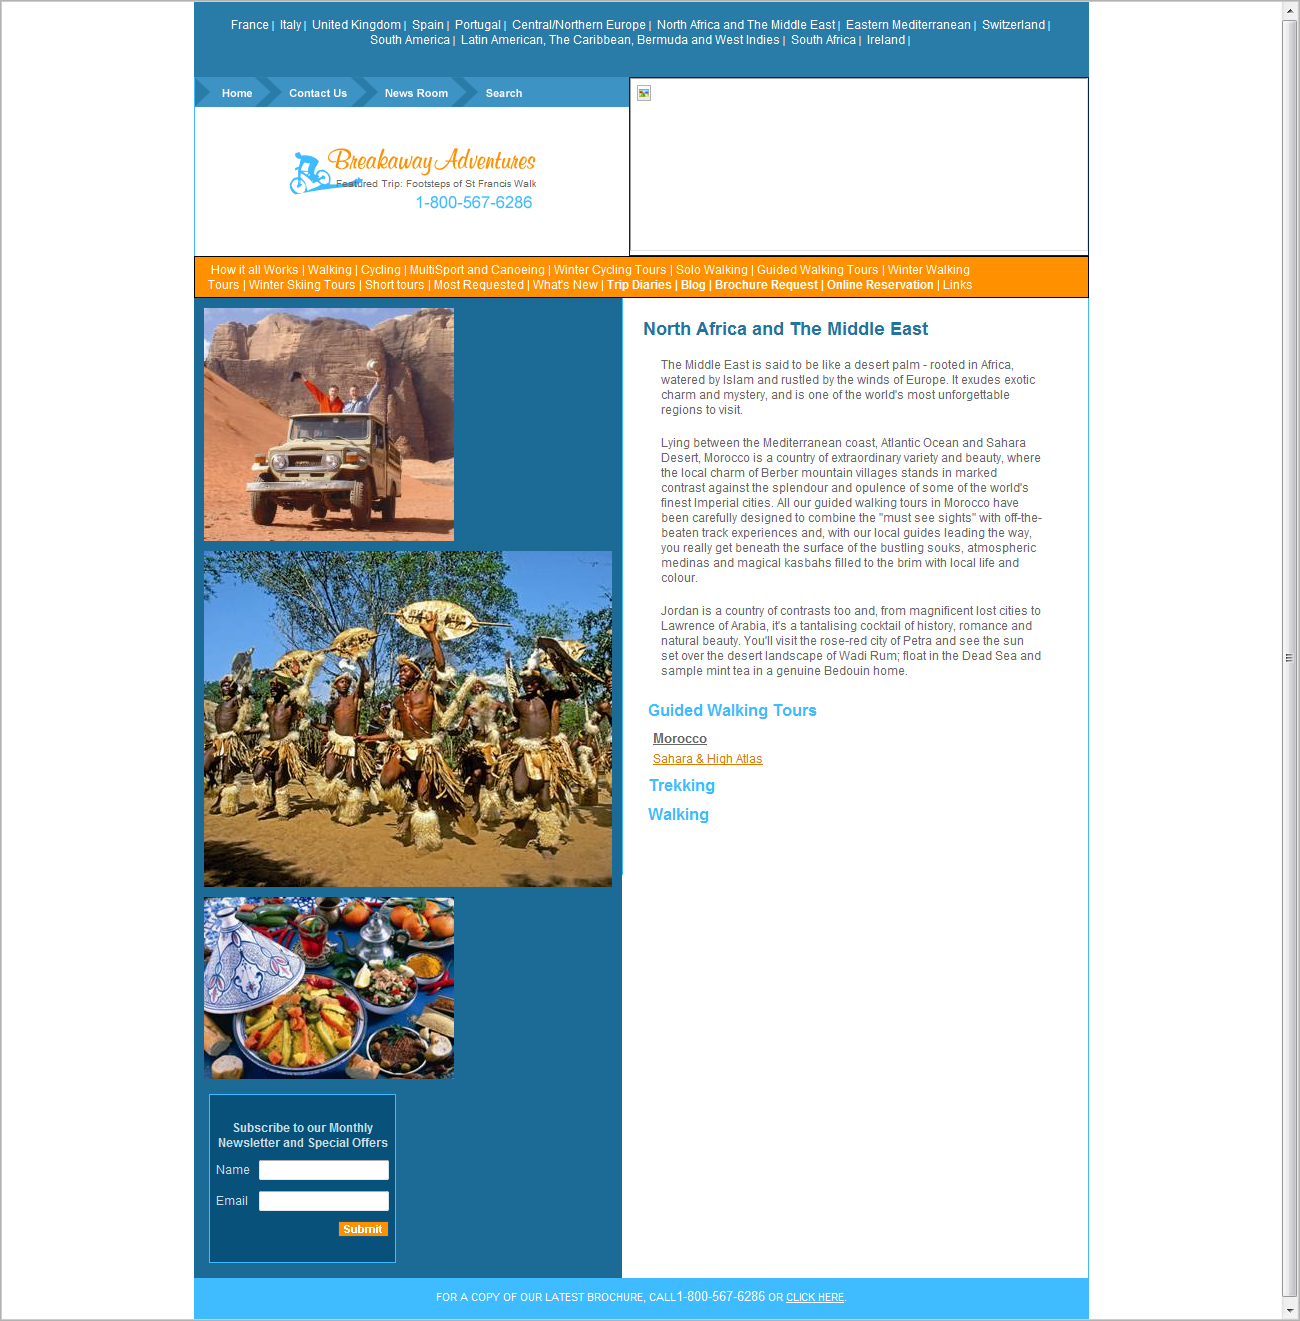 France | Italy | United Kingdom | Spain | Portugal | Central/Northern Europe | North Africa and The Middle East | Eastern Mediterranean | Switzerland |
South America | Latin American, The Caribbean, Bermuda and West Indies | South Africa | Ireland |
Home Contact Us News Room Search
Breakaway Adventures
Featured Trip: Footsteps of St Francis Walk
1-800-567-6286
How it all Works | Walking | Cycling | MultiSport and Canoeing | Winter Cycling Tours | Solo Walking | Guided Walking Tours | Winter Walking
Tours | Winter Skiing Tours | Short tours | Most Requested | What's New | Trip Diaries | Blog | Brochure Request | Online Reservation | Links
North Africa and The Middle East
The Middle East is said to be like a desert palm - rooted in Africa,
watered by Islam and rustled by the winds of Europe. It exudes exotic
charm and mystery, and is one of the world's most unforgettable
regions to visit.
Lying between the Mediterranean coast, Atlantic Ocean and Sahara
Desert, Morocco is a country of extraordinary variety and beauty, where
the local charm of Berber mountain villages stands in marked
contrast against the splendour and opulence of some of the world's
finest Imperial cities. All our guided walking tours in Morocco have
been carefully designed to combine the "must see sights" with off-the-
beaten track experiences and, with our local guides leading the way,
you really get beneath the surface of the bustling souks, atmospheric
medinas and magical kasbahs filled to the brim with local life and
colour.
Jordan is a country of contrasts too and, from magnificent lost cities to
Lawrence of Arabia, it's a tantalising cocktail of history, romance and
natural beauty. You'll visit the rose-red city of Petra and see the sun
set over the desert landscape of Wadi Rum; float in the Dead Sea and
sample mint tea in a genuine Bedouin home.
Guided Walking Tours
Morocco
Sahara & High Atlas
Trekking
Walking
Subscribe to our Monthly
Newsletter and Special Offers
Name
Email
Submit
FOR A COPY OF OUR LATEST BROCHURE, CALL1-800-567-6286 OR CLICK HERE.